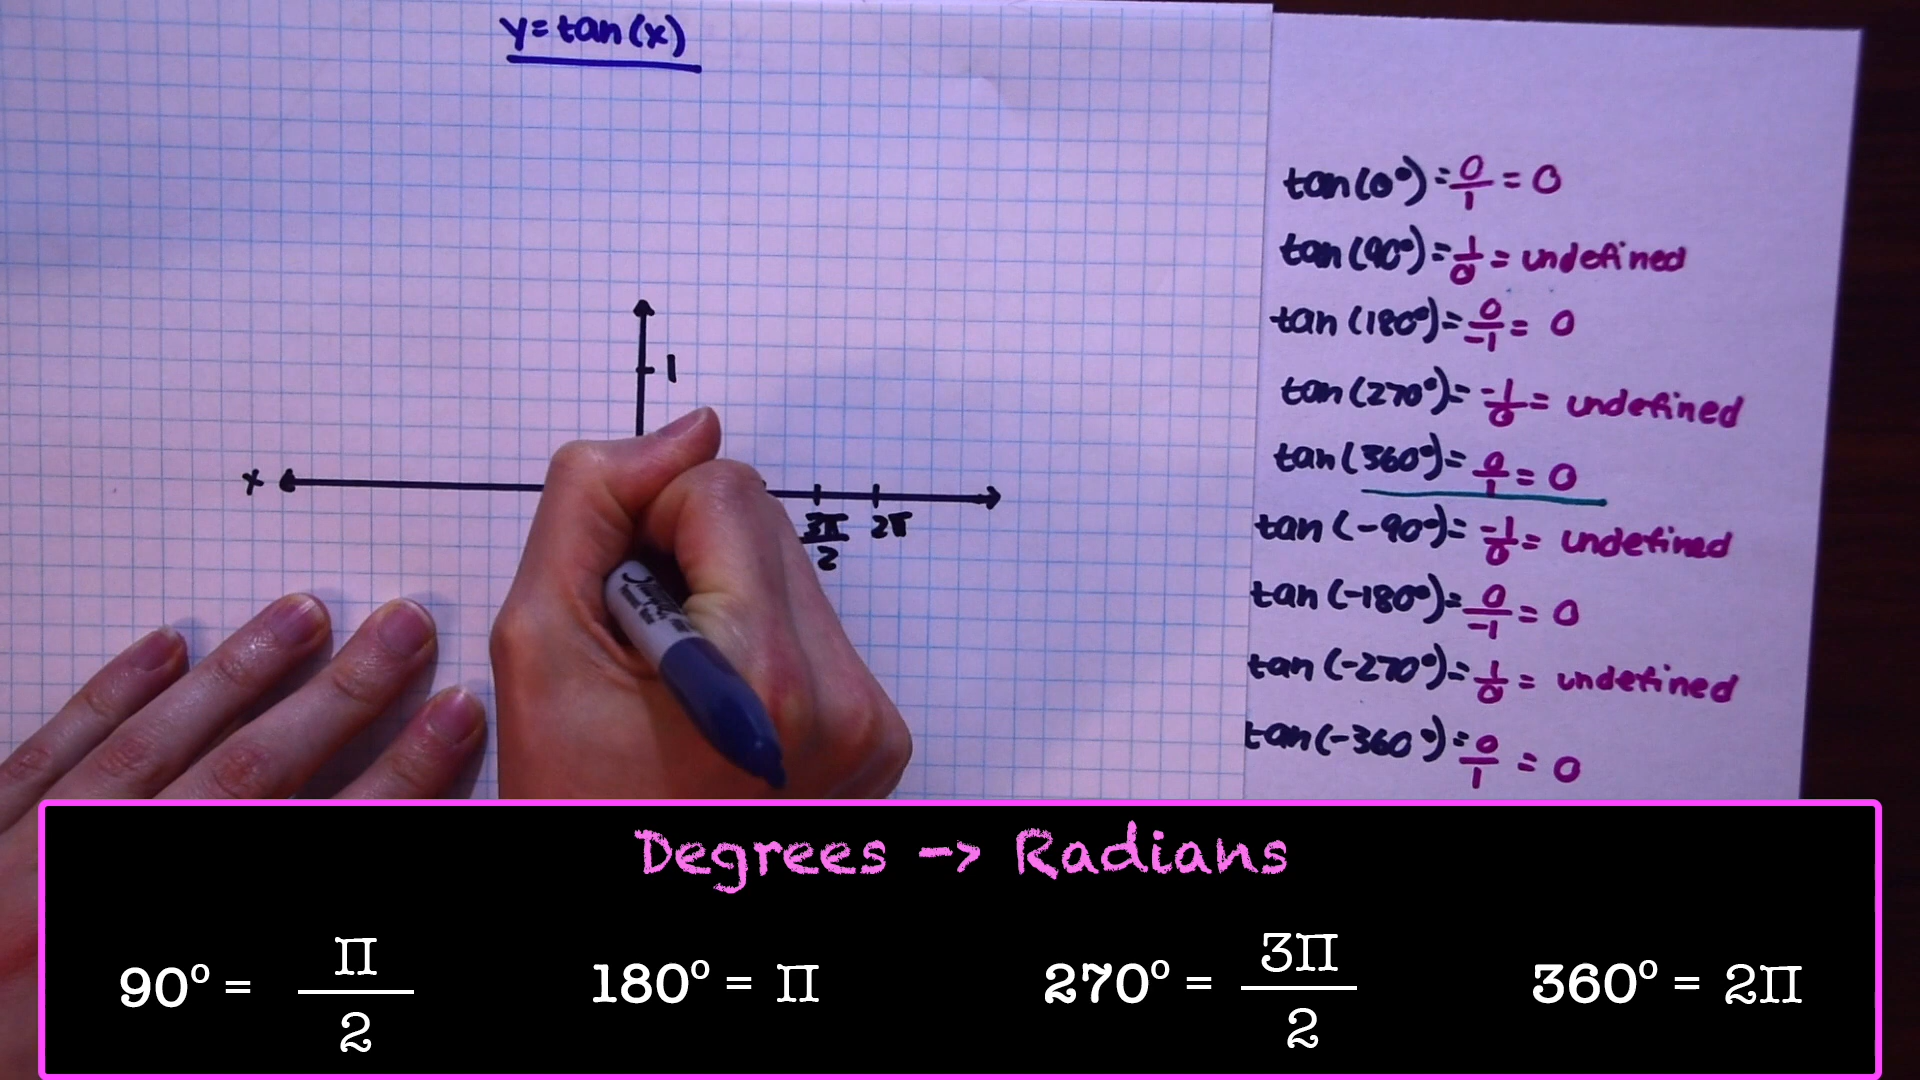 y=tan(x)
1
x
3π/2 2π
tan(0°)=0/1=0
tan(90°)=1/0=undefined
tan(180°)=0/-1=0
tan(270°)=-1/0=undefined
tan(360°)=0/1=0
tan(-90°)=-1/0=undefined
tan(-180°)=0/-1=0
tan(-270°)=1/0=undefined
tan(-360°)=0/1=0
Degrees -> Radians
90° = Π/2 180° = Π 270° = 3Π/2 360° = 2Π